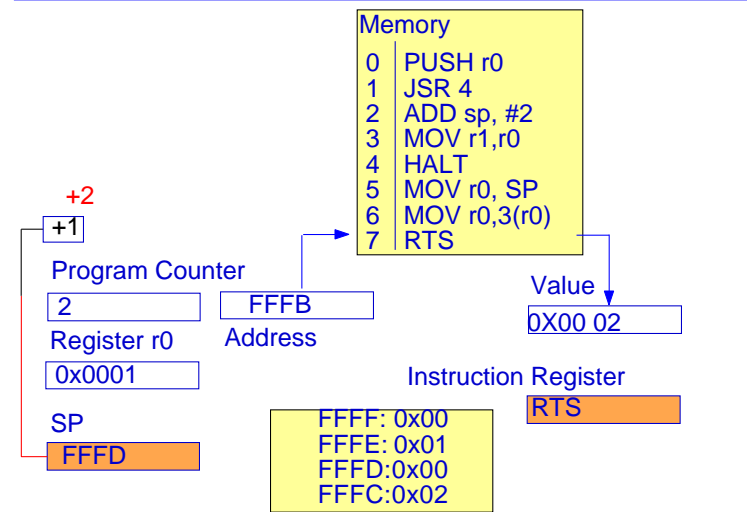 Memory
0 PUSH r0
1 JSR 4
2 ADD sp, #2
3 MOV r1,r0
4 HALT
5 MOV r0, SP
6 MOV r0,3(r0)
7 RTS
+2
+1
Program Counter
2
FFFB
Address
Value
0X00 02
Register r0
0x0001
Instruction Register
RTS
SP
FFFD
FFFF: 0x00
FFFE: 0x01
FFFD:0x00
FFFC:0x02